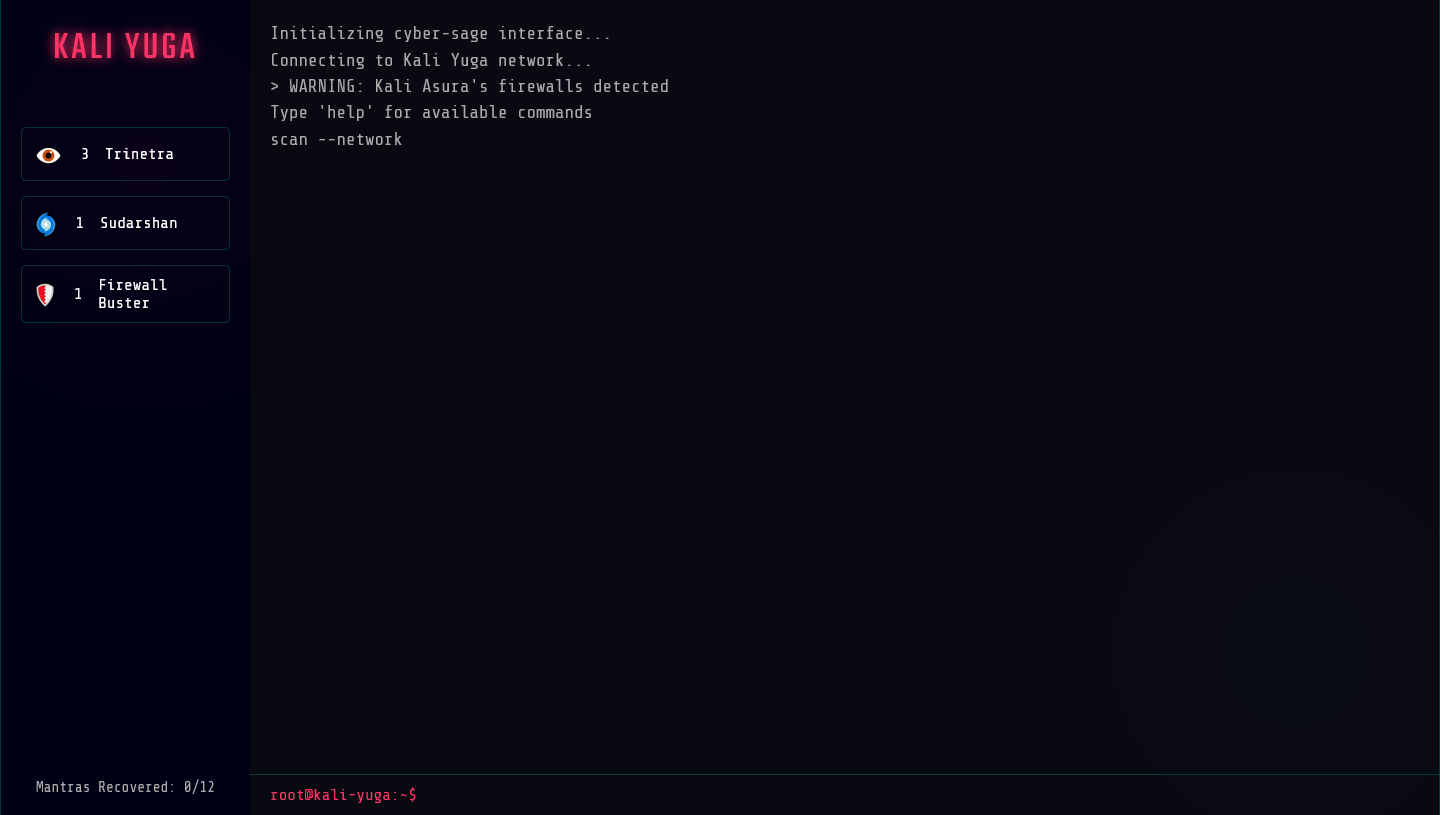 KALI YUGA
3 Trinetra
1 Sudarshan
1 Firewall
Buster
Mantras Recovered: 0/12
Initializing cyber-sage interface...
Connecting to Kali Yuga network...
> WARNING: Kali Asura's firewalls detected
Type 'help' for available commands
scan --network
root@kali-yuga:~$